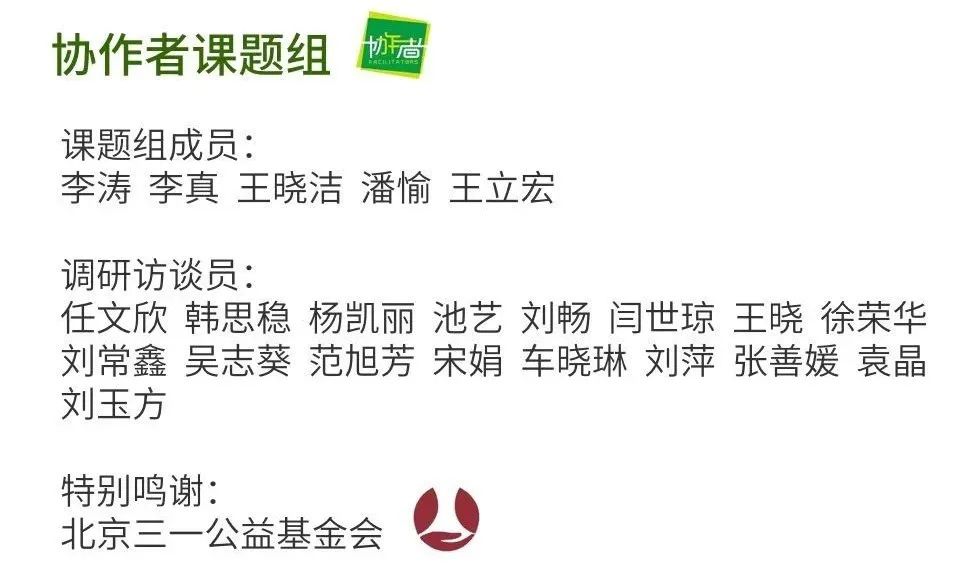 协作者课题组 协作者
FACILITATORS
课题组成员：
李涛 李真 王晓洁 潘愉 王立宏
调研访谈员：
任文欣 韩思稳 杨凯丽 池艺 刘畅 闫世琼 王晓 徐荣华
刘常鑫 吴志葵 范旭芳 宋娟 车晓琳 刘萍 张善媛 袁晶
刘玉方
特别鸣谢：
北京三一公益基金会